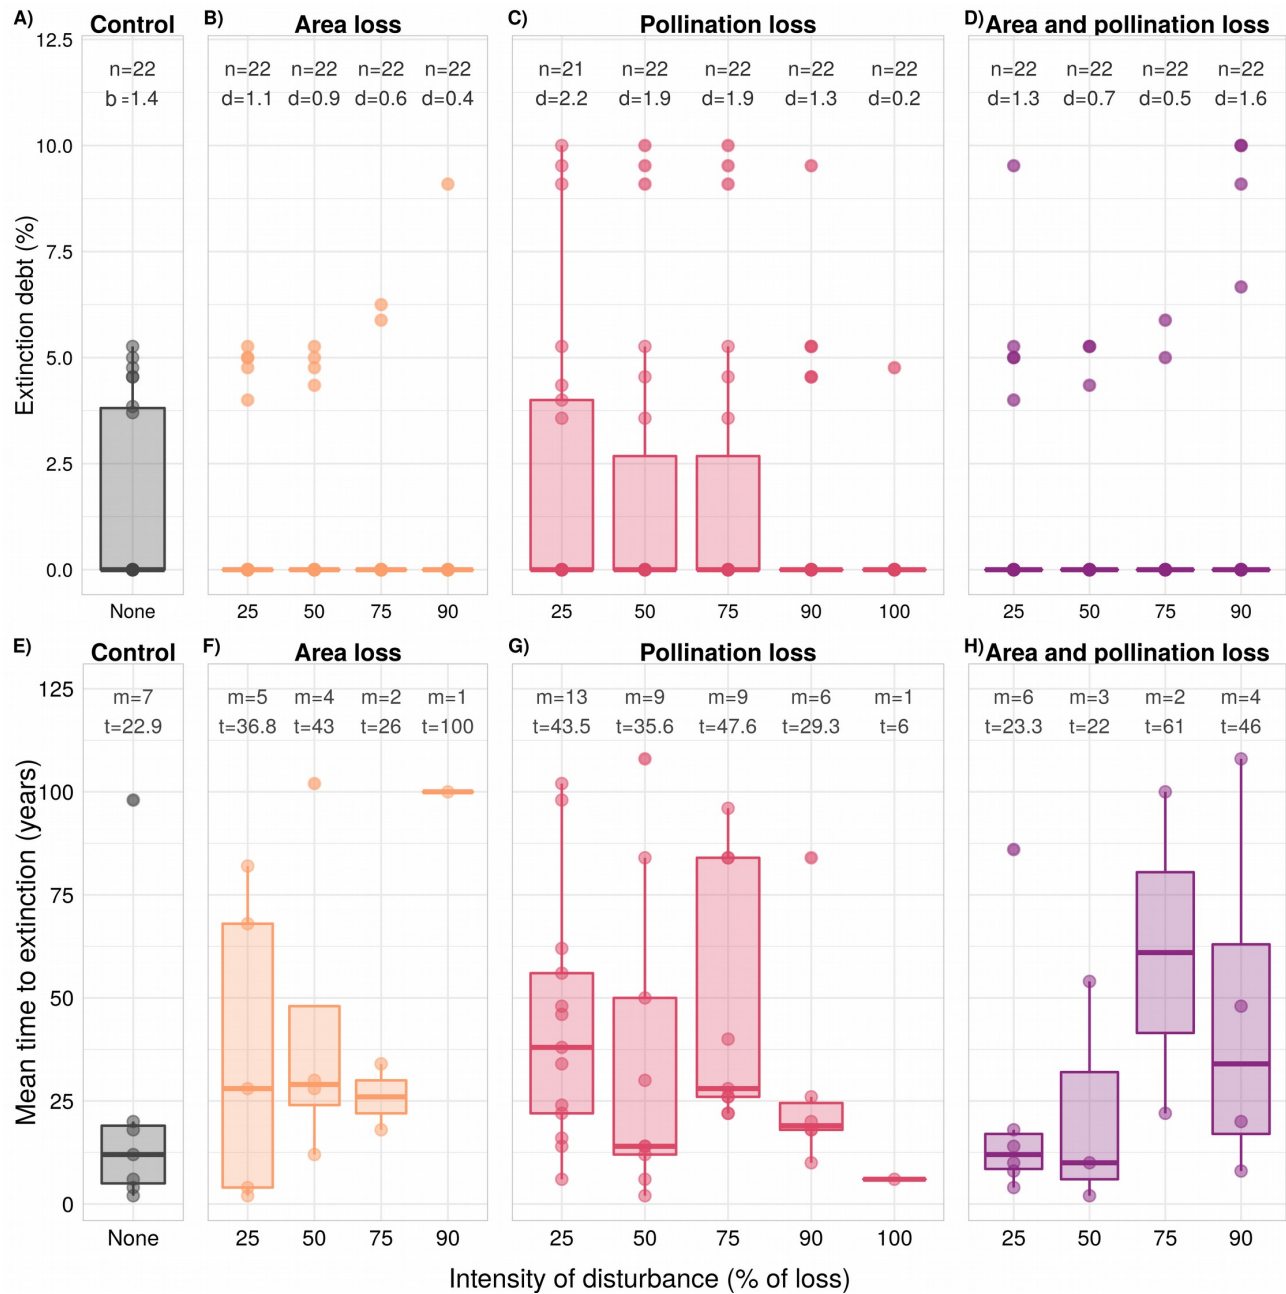 A) Control B) Area loss C) Pollination loss D) Area and pollination loss
12.5
n=22 n=22 n=22 n=22 n=22 n=21 n=22 n=22 n=22 n=22 n=22 n=22 n=22 n=22
b =1.4 d=1.1 d=0.9 d=0.6 d=0.4 d=2.2 d=1.9 d=1.9 d=1.3 d=0.2 d=1.3 d=0.7 d=0.5 d=1.6
10.0
7.5
Extinction debt (%)
5.0
2.5
0.0
None 25 50 75 90 25 50 75 90 100 25 50 75 90
E) Control F) Area loss G) Pollination loss H) Area and pollination loss
125 m=7 m=5 m=4 m=2 m=1 m=13 m=9 m=9 m=6 m=1 m=6 m=3 m=2 m=4
t=22.9 t=36.8 t=43 t=26 t=100 t=43.5 t=35.6 t=47.6 t=29.3 t=6 t=23.3 t=22 t=61 t=46
100
Mean time to extinction (years)
75
50
25
0
None 25 50 75 90 25 50 75 90 100 25 50 75 90
Intensity of disturbance (% of loss)